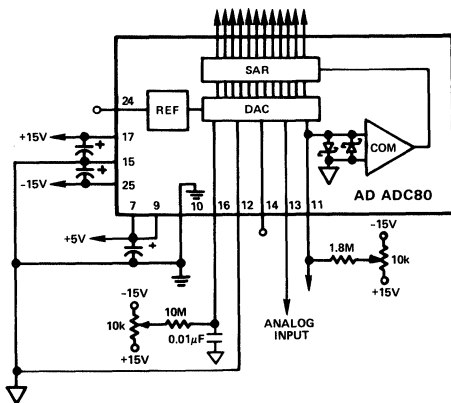 SAR
24
REF
DAC
+15V
17
COM
15
-15V
25
AD ADC80
7
9
10
16
12
14
13
11
+5V
-15V
1.8M
10k
-15V
10M
+15V
10k
0.01μF
ANALOG
INPUT
+15V